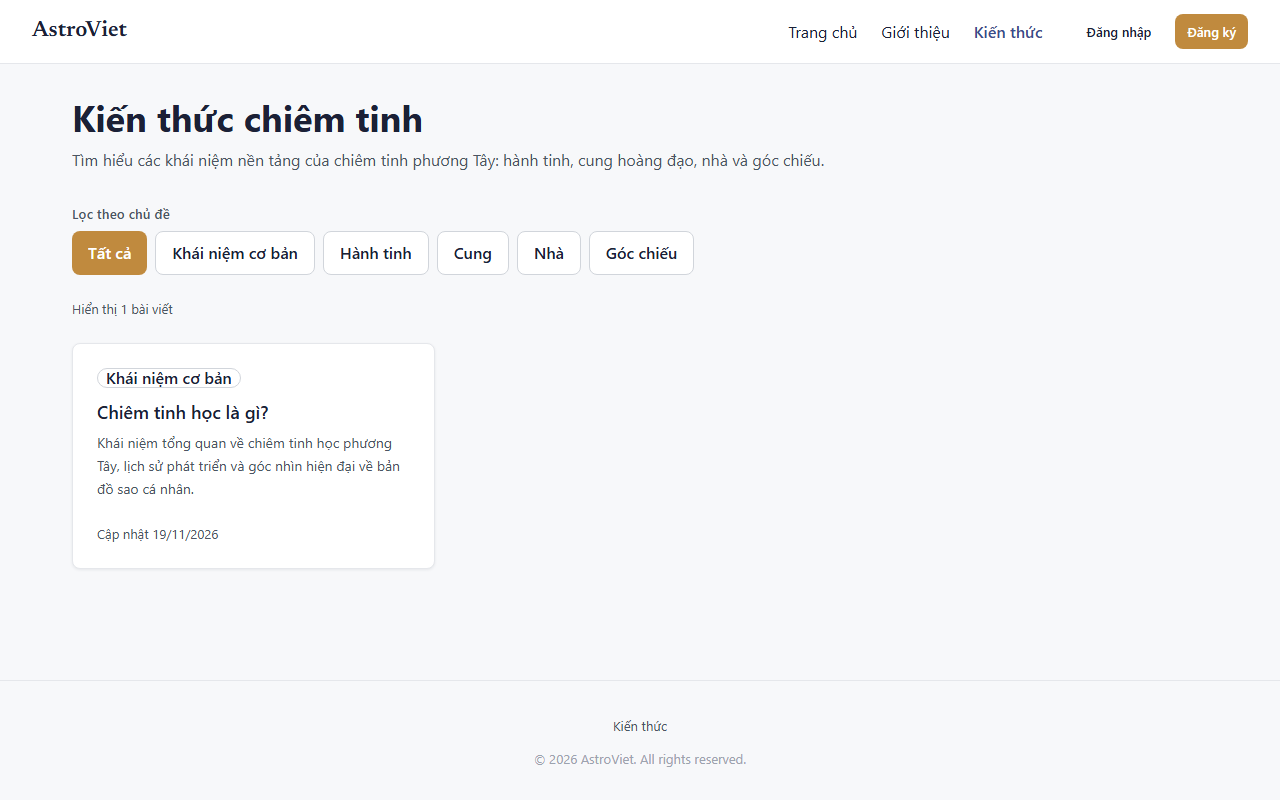 AstroViet
Trang chủ
Giới thiệu
Kiến thức
Đăng nhập
Đăng ký
Kiến thức chiêm tinh
Tìm hiểu các khái niệm nền tảng của chiêm tinh phương Tây: hành tinh, cung hoàng đạo, nhà và góc chiếu.
Lọc theo chủ đề
Tất cả
Khái niệm cơ bản
Hành tinh
Cung
Nhà
Góc chiếu
Hiển thị 1 bài viết
Khái niệm cơ bản
Chiêm tinh học là gì?
Khái niệm tổng quan về chiêm tinh học phương
Tây, lịch sử phát triển và góc nhìn hiện đại về bản
đồ sao cá nhân.
Cập nhật 19/11/2026
Kiến thức
© 2026 AstroViet. All rights reserved.